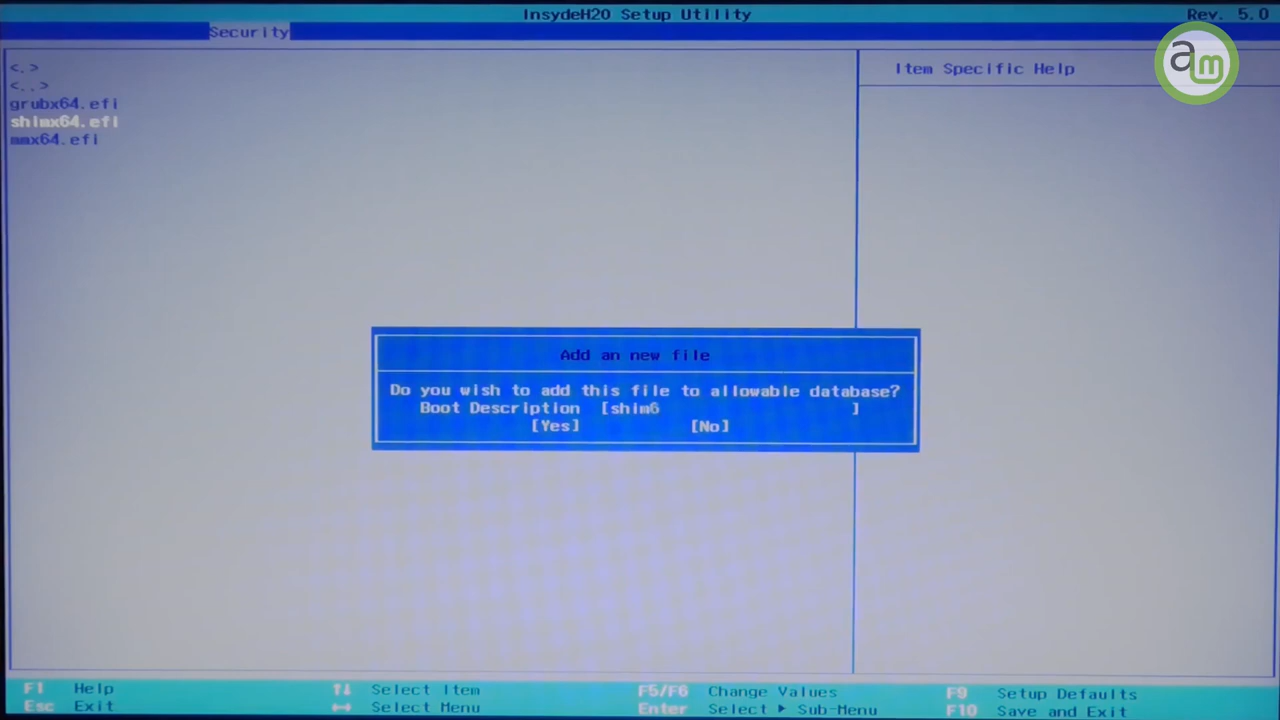 InsydeH20 Setup Utility
Rev. 5.0
Security
<.>
<..>
grubx64.efi
shimx64.efi
mmx64.efi
Item Specific Help
am
Add an new file
Do you wish to add this file to allowable database?
Boot Description [shim6 ]
[Yes] [No]
F1 Help ↑↓ Select Item F5/F6 Change Values F9 Setup Defaults
Esc Exit ↔ Select Menu Enter Select ▶ Sub-Menu F10 Save and Exit